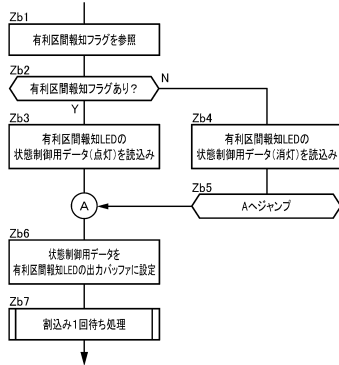 Zb1
有利区間報知フラグを参照
Zb2
有利区間報知フラグあり？
N
Y
Zb3
有利区間報知LEDの
状態制御用データ(点灯)を読込み
Zb4
有利区間報知LEDの
状態制御用データ(消灯)を読込み
Zb5
Aへジャンプ
A
Zb6
状態制御用データを
有利区間報知LEDの出力バッファに設定
Zb7
割込み1回待ち処理